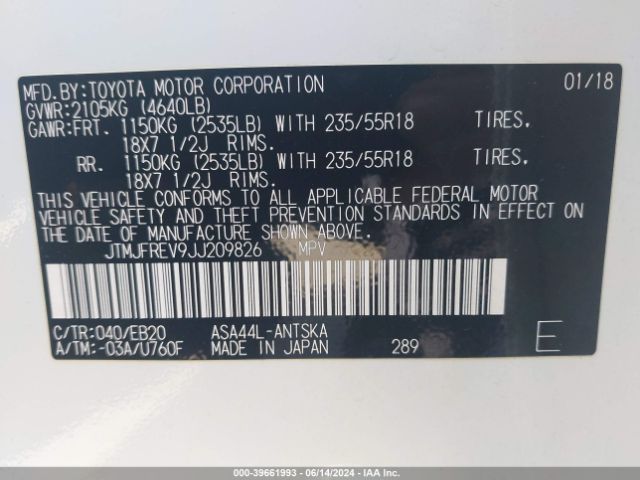 MFD.BY:TOYOTA MOTOR CORPORATION 01/18
GVWR:2105KG (4640LB)
GAWR:FRT. 1150KG (2535LB) WITH 235/55R18 TIRES.
18X7 1/2J RIMS.
RR. 1150KG (2535LB) WITH 235/55R18 TIRES.
18X7 1/2J RIMS.
THIS VEHICLE CONFORMS TO ALL APPLICABLE FEDERAL MOTOR
VEHICLE SAFETY AND THEFT PREVENTION STANDARDS IN EFFECT ON
THE DATE OF MANUFACTURE SHOWN ABOVE.
JTMJFREV9JJ209826 MPV
C/TR:040/EB20 ASA44L-ANTSKA
A/TM:-03A/U760F MADE IN JAPAN 289 E
000-39661993 - 06/14/2024 - IAA Inc.